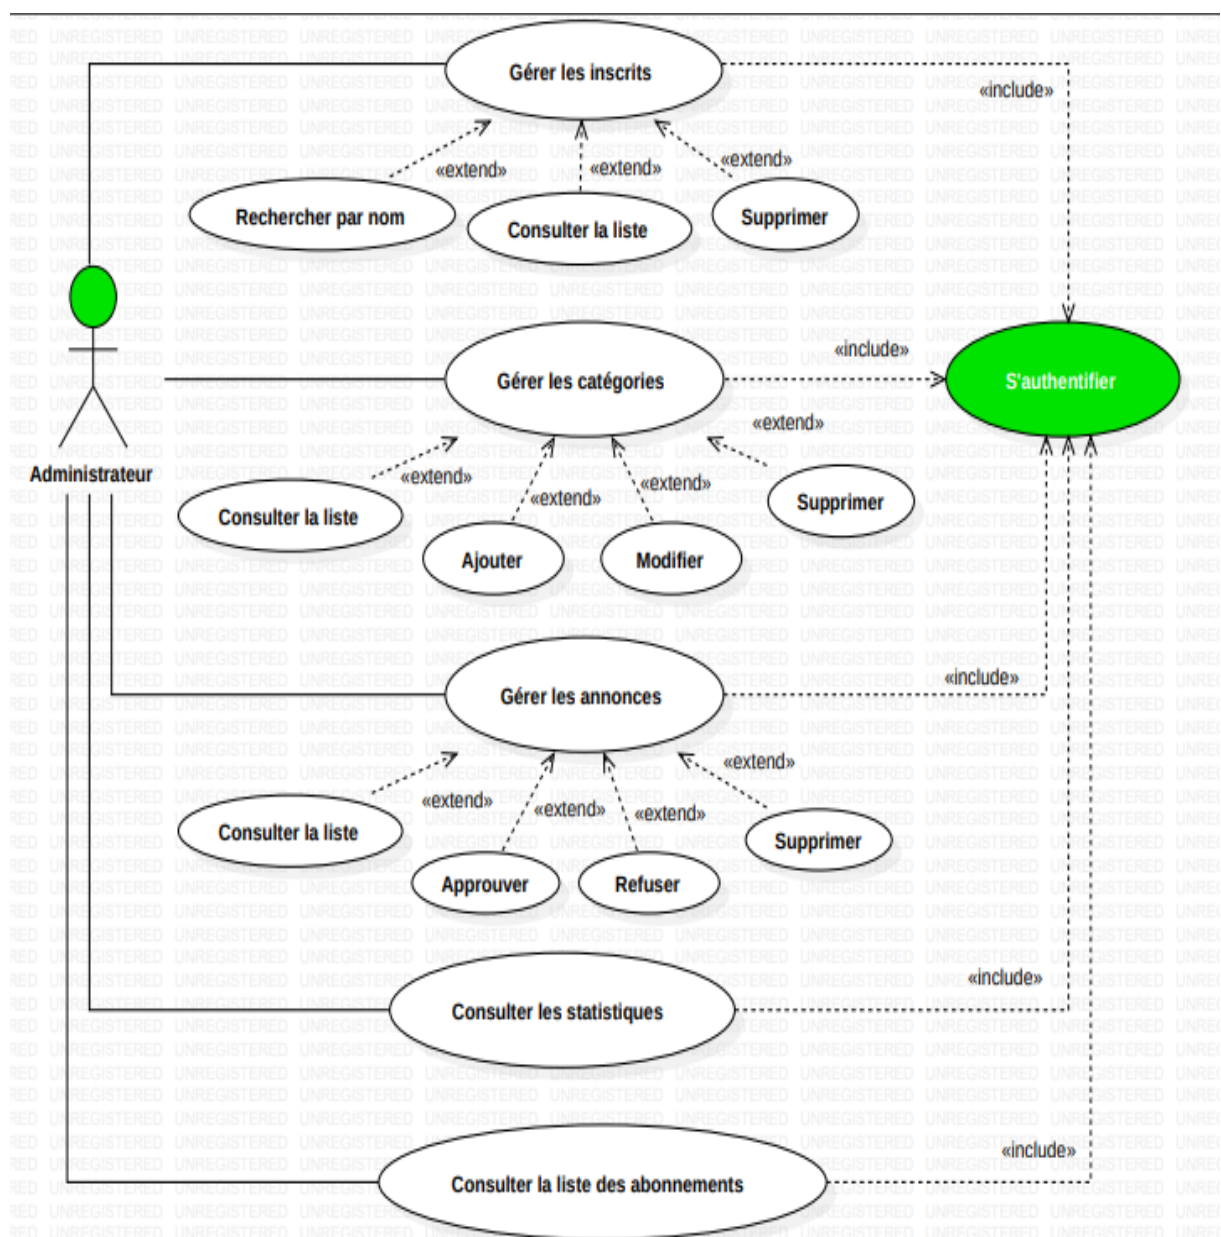 Gérer les inscrits
«include»
«extend»
«extend»
«extend»
Rechercher par nom
Consulter la liste
Supprimer
Administrateur
Gérer les catégories
«include»
S'authentifier
«extend»
«extend»
«extend»
«extend»
Consulter la liste
Ajouter
Modifier
Supprimer
Gérer les annonces
«include»
«extend»
«extend»
«extend»
«extend»
Consulter la liste
Approuver
Refuser
Supprimer
Consulter les statistiques
«include»
Consulter la liste des abonnements
«include»
UNREGISTERED